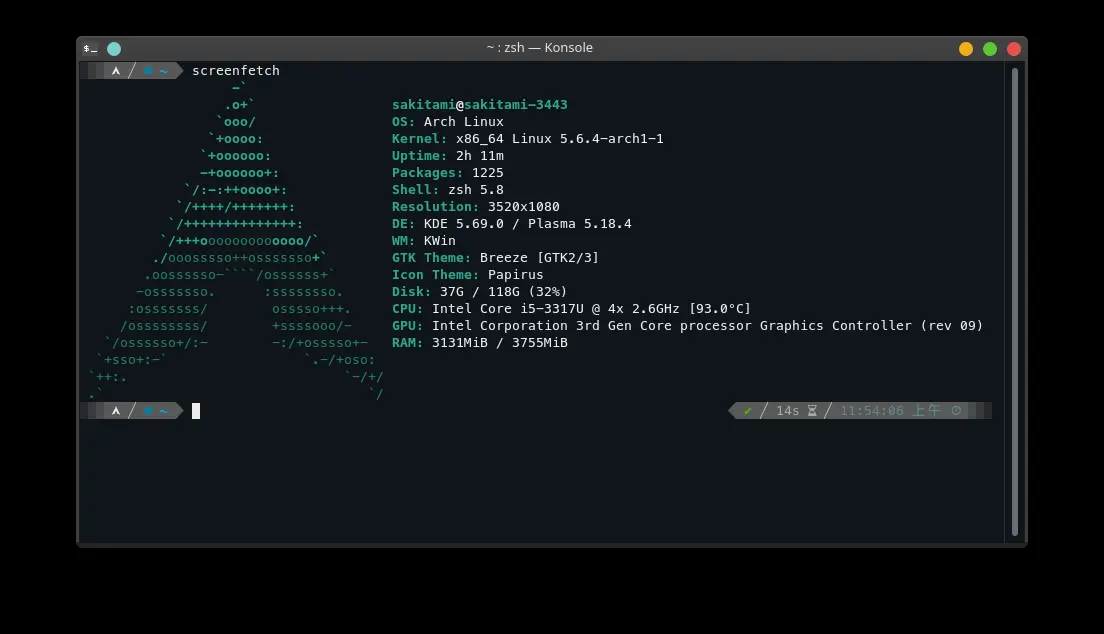 ~ : zsh — Konsole
screenfetch
-`
.o+`
sakitami@sakitami-3443
`ooo/
OS: Arch Linux
`+oooo:
Kernel: x86_64 Linux 5.6.4-arch1-1
`+oooooo:
Uptime: 2h 11m
-+oooooo+:
Packages: 1225
`/:-:++oooo+:
Shell: zsh 5.8
`/++++/+++++++:
Resolution: 3520x1080
`/++++++++++++++:
DE: KDE 5.69.0 / Plasma 5.18.4
`/+++ooooooooooooo/`
WM: KWin
./ooosssso++osssssso+`
GTK Theme: Breeze [GTK2/3]
.oossssso-````/ossssss+`
Icon Theme: Papirus
-osssssso.      :ssssssso.
Disk: 37G / 118G (32%)
:osssssss/        osssso+++.
CPU: Intel Core i5-3317U @ 4x 2.6GHz [93.0°C]
/ossssssss/        +ssssooo/-
GPU: Intel Corporation 3rd Gen Core processor Graphics Controller (rev 09)
`/ossssso+/:-        -:/+osssso+-
RAM: 3131MiB / 3755MiB
`+sso+:-`                 `.-/+oso:
`++:.                           `-/+/
.`                                 `/
~
14s
11:54:06 上午